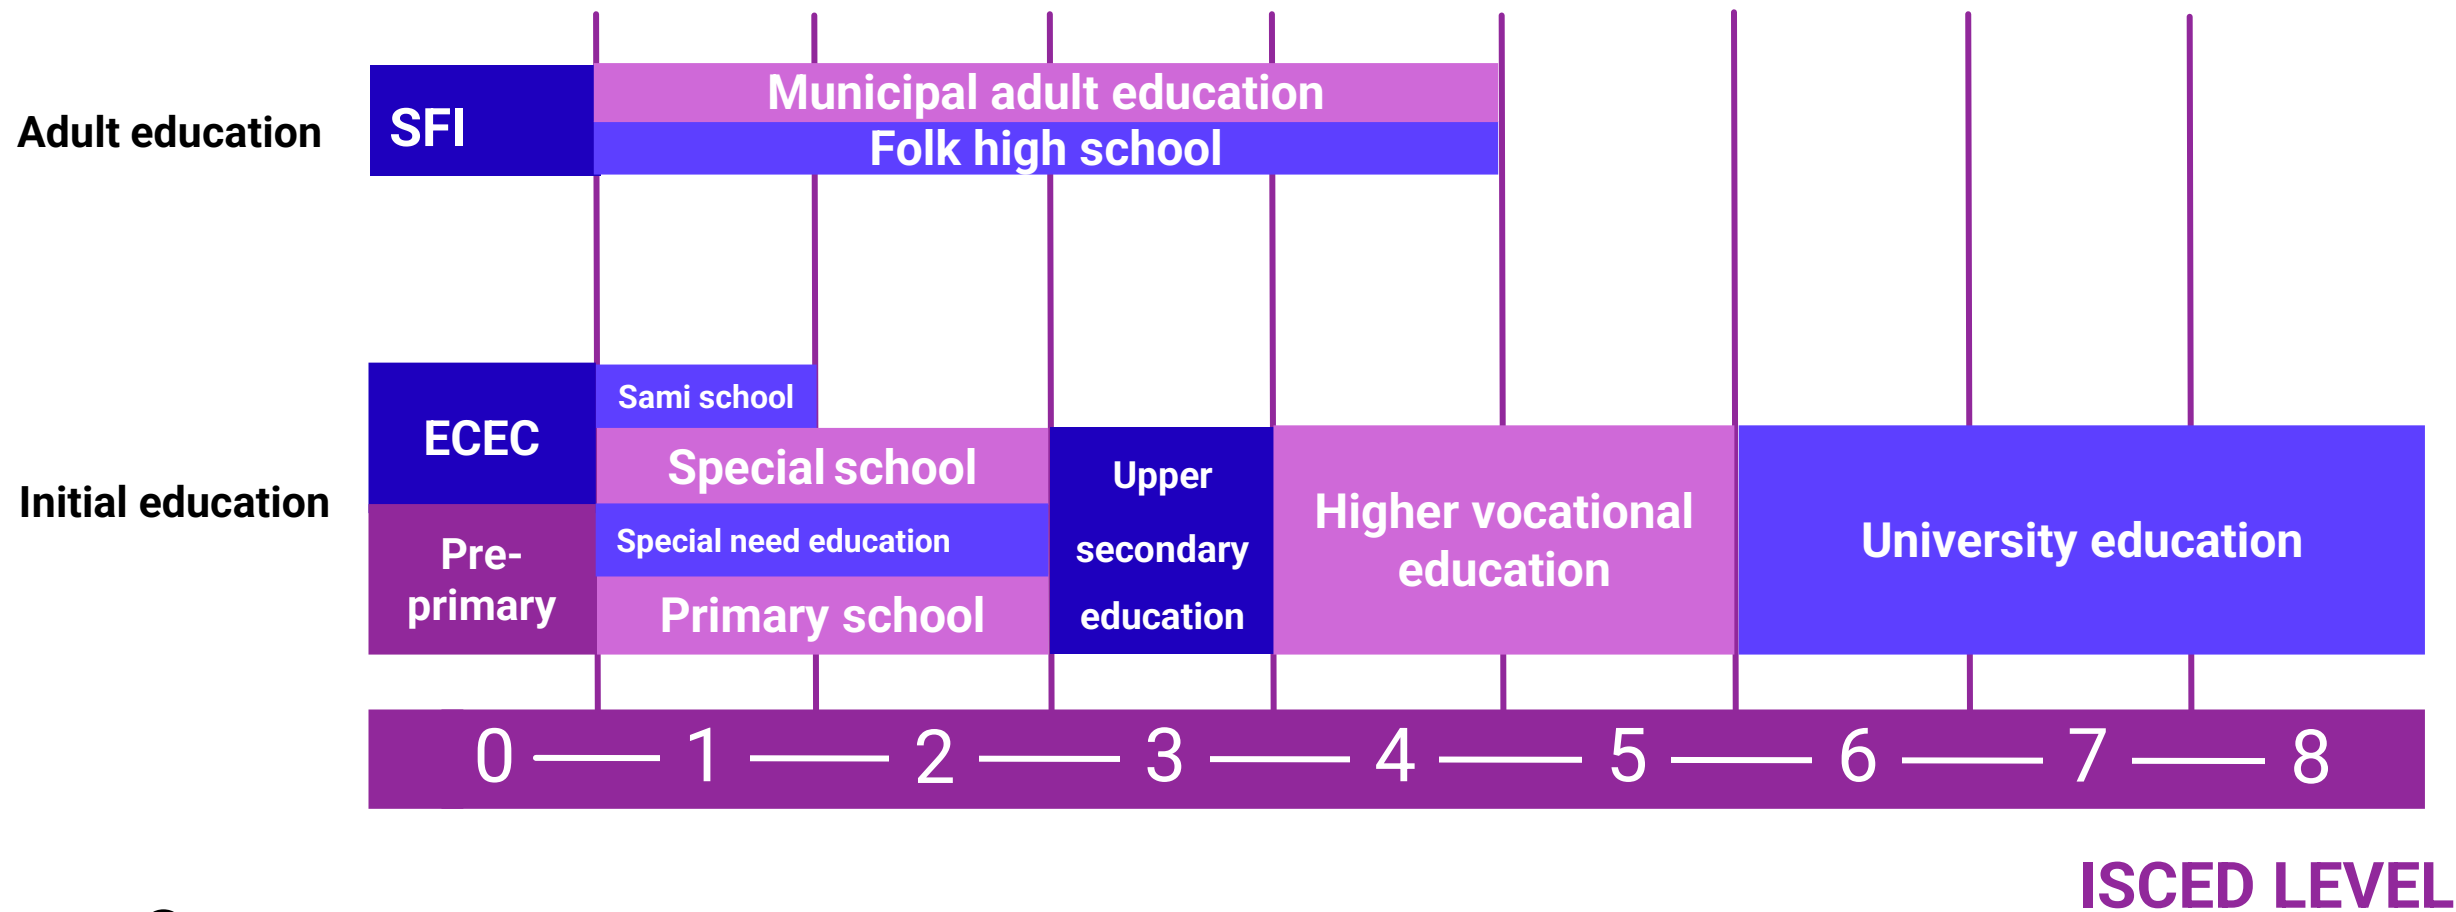 Adult education
SFI
Municipal adult education
Folk high school
Initial education
ECEC
Pre-
primary
Sami school
Special school
Special need education
Primary school
Upper
secondary
education
Higher vocational
education
University education
0 1 2 3 4 5 6 7 8
ISCED LEVEL